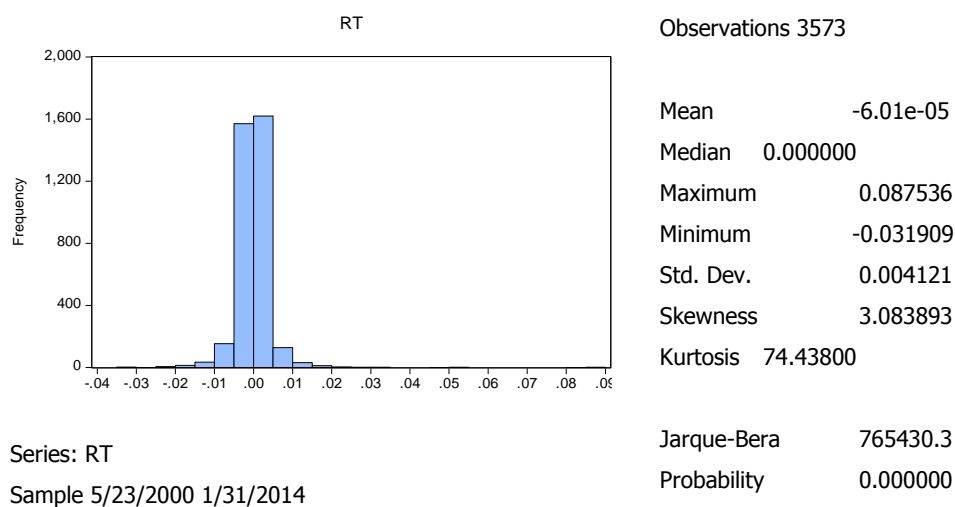 RT
2,000
1,600
1,200
800
400
0
Frequency
-.04 -.03 -.02 -.01 .00 .01 .02 .03 .04 .05 .06 .07 .08 .09
Series: RT
Sample 5/23/2000 1/31/2014
Observations 3573
Mean -6.01e-05
Median 0.000000
Maximum 0.087536
Minimum -0.031909
Std. Dev. 0.004121
Skewness 3.083893
Kurtosis 74.43800
Jarque-Bera 765430.3
Probability 0.000000